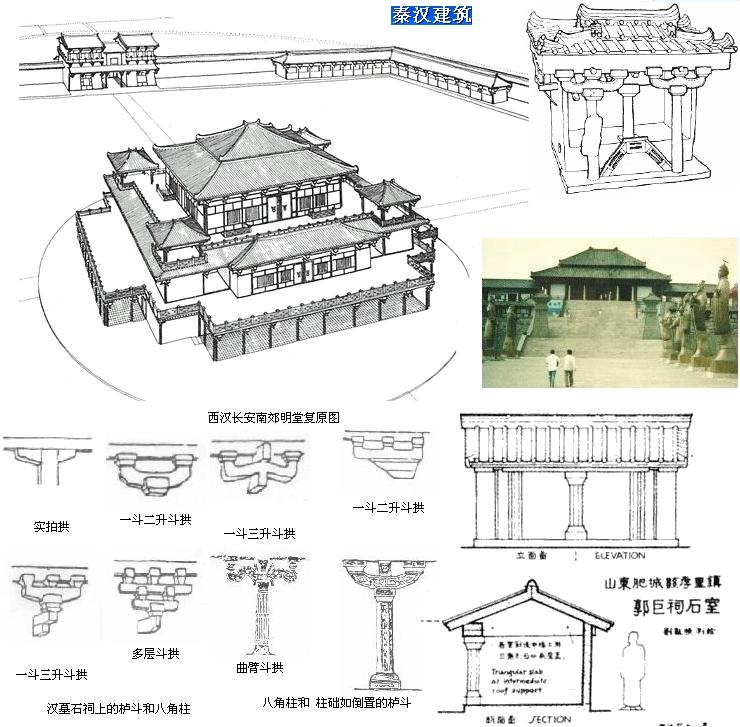 秦汉建筑
西汉长安南郊明堂复原图
实拍拱
一斗二升斗拱
一斗三升斗拱
一斗二升斗拱
一斗三升斗拱
多层斗拱
曲臂斗拱
八角柱和 柱础如倒置的栌斗
汉墓石祠上的栌斗和八角柱
立面畵
ELEVATION
山東肥城縣孝里鎮
郭巨祠石室
Triangular slab
as intermediate
roof support.
断面畵
SECTION